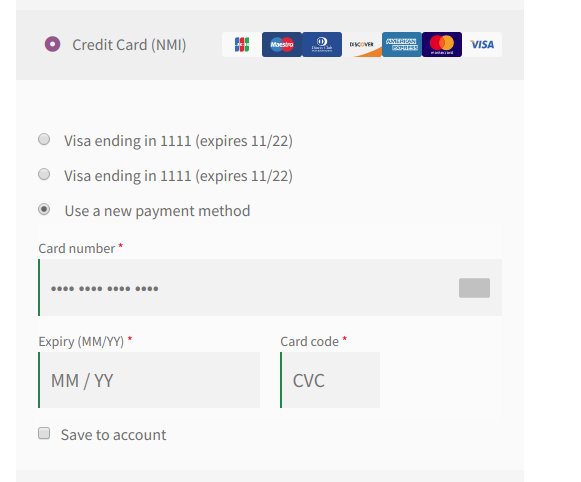 Credit Card (NMI) JCB Maestro Diners Club DISCOVER AMERICAN EXPRESS mastercard VISA
Visa ending in 1111 (expires 11/22)
Visa ending in 1111 (expires 11/22)
Use a new payment method
Card number *
•••• •••• •••• ••••
Expiry (MM/YY) * Card code *
MM / YY CVC
Save to account